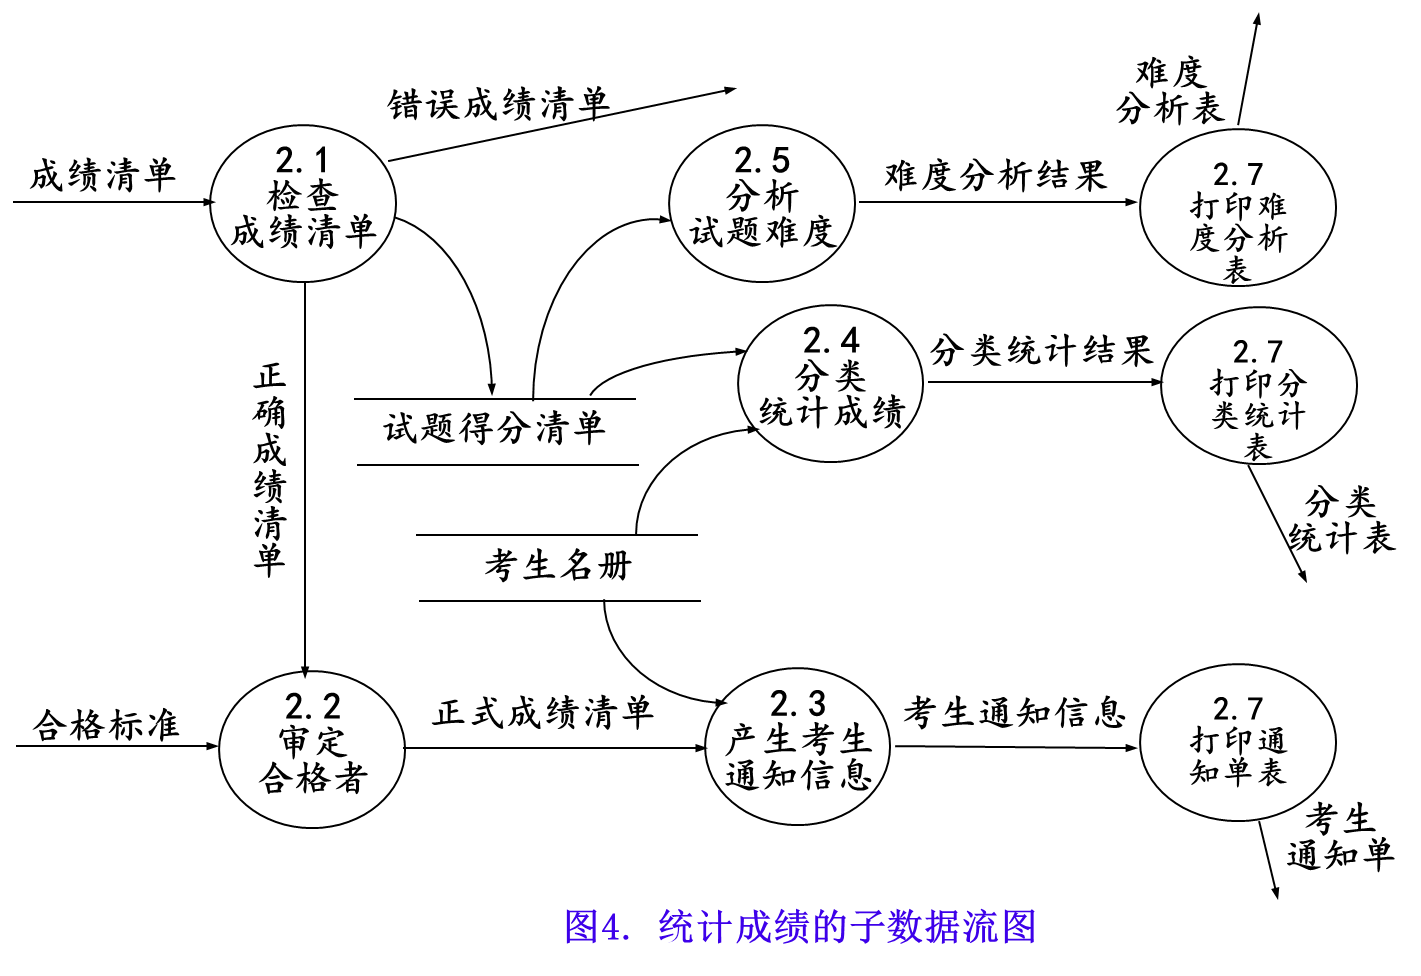 难度
分析表
错误成绩清单
成绩清单
2.1
检查
成绩清单
2.5
分析
试题难度
难度分析结果
2.7
打印难
度分析
表
2.4
分类
统计成绩
分类统计结果
2.7
打印分
类统计
表
正
确
成
绩
清
单
试题得分清单
考生名册
分类
统计表
合格标准
2.2
审定
合格者
正式成绩清单
2.3
产生考生
通知信息
考生通知信息
2.7
打印通
知单表
考生
通知单
图4. 统计成绩的子数据流图